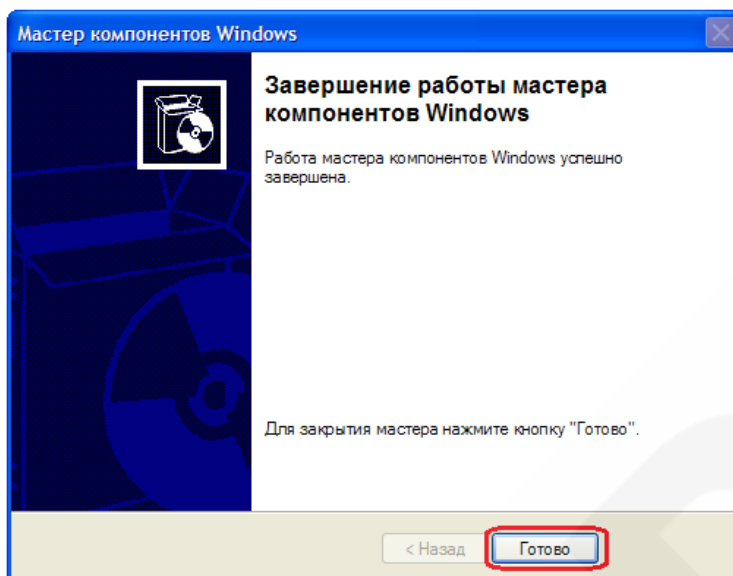 Мастер компонентов Windows
Завершение работы мастера
компонентов Windows
Работа мастера компонентов Windows успешно
завершена.
Для закрытия мастера нажмите кнопку "Готово".
< Назад
Готово